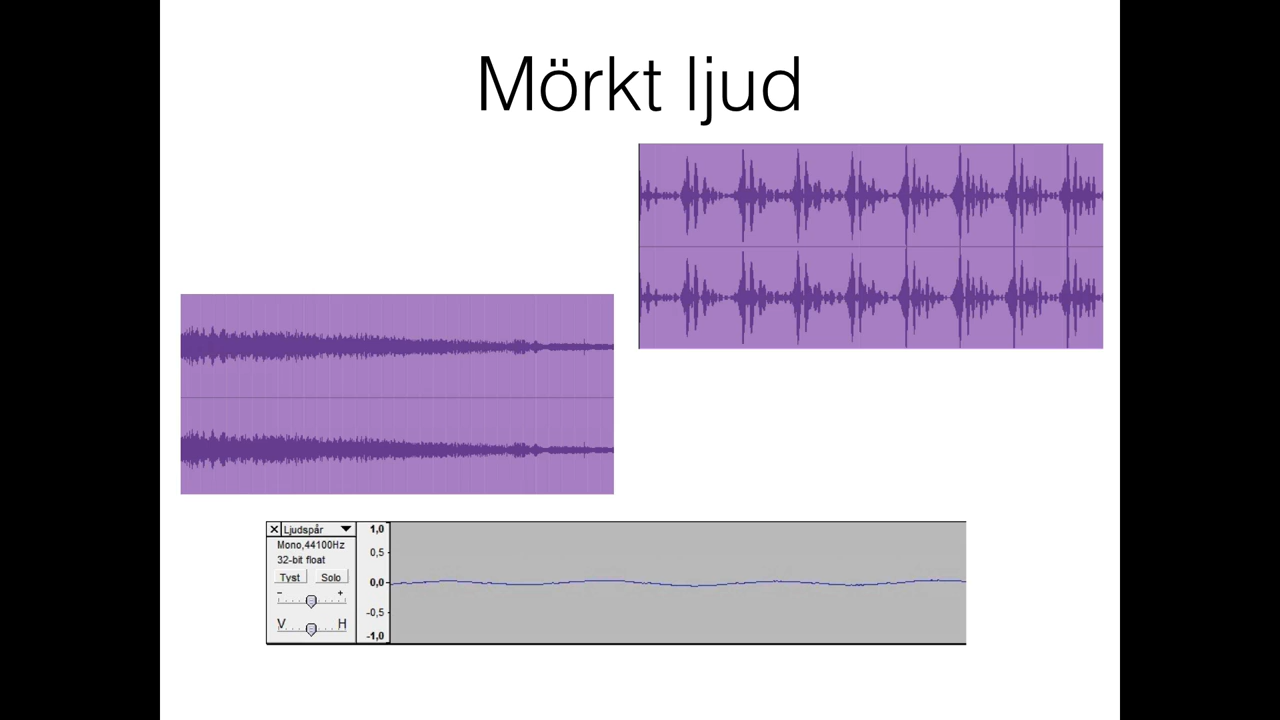 Mörkt ljud
Ljudspår
Mono,44100Hz
32-bit float
Tyst Solo
- +
V H
1,0
0,5
0,0
-0,5
-1,0